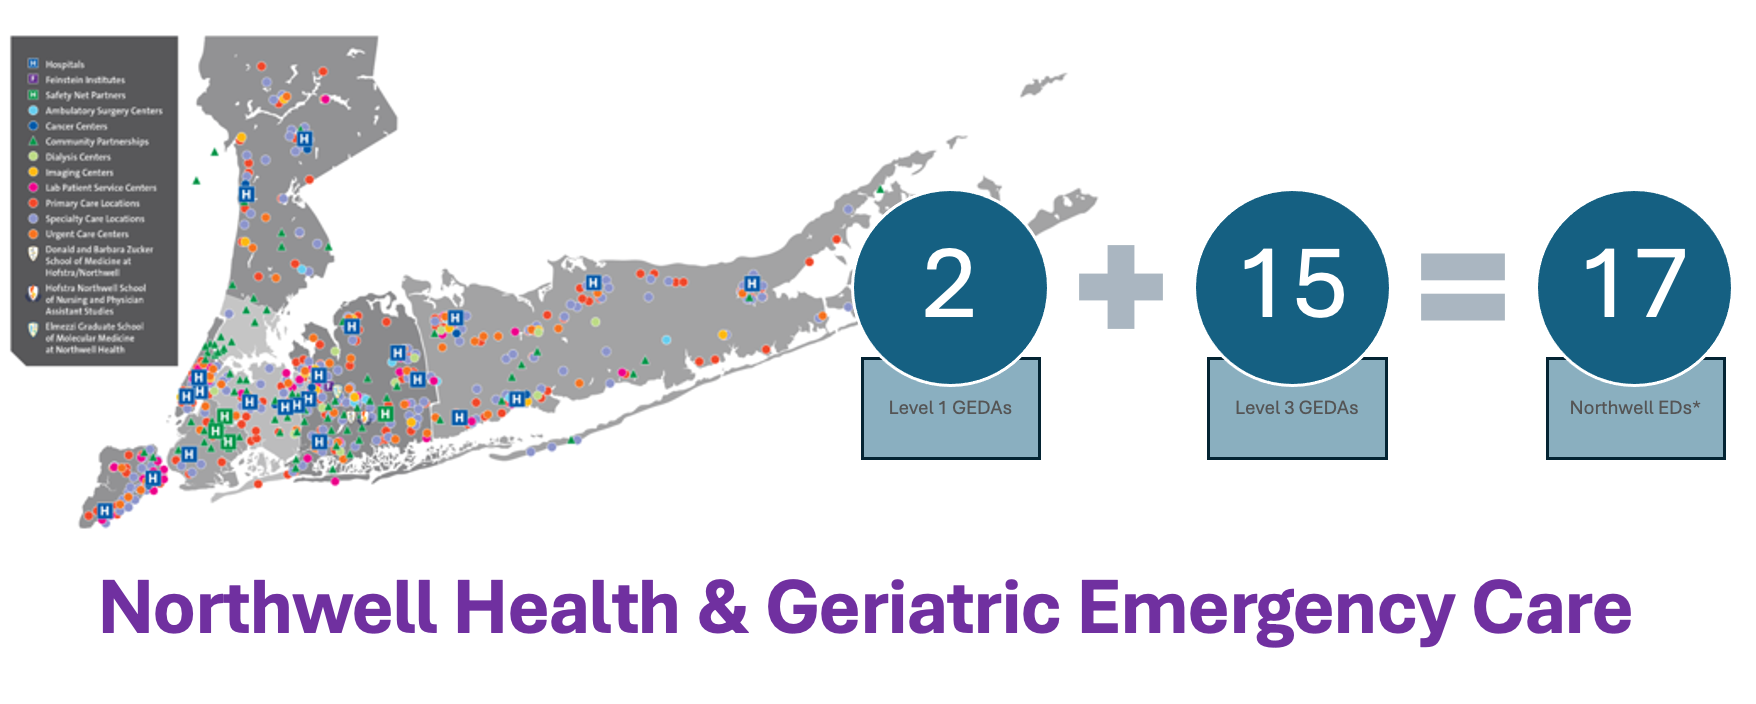 Hospitals
Feinstein Institutes
Safety Net Partners
Ambulatory Surgery Centers
Cancer Centers
Community Partnerships
Dialysis Centers
Imaging Centers
Lab Patient Service Centers
Primary Care Locations
Specialty Care Locations
Urgent Care Centers
Donald and Barbara Zucker
School of Medicine at
Hofstra/Northwell
Hofstra Northwell School
of Nursing and Physician
Assistant Studies
Elmezzi Graduate School
of Molecular Medicine
at Northwell Health
2
15
17
Level 1 GEDAs
Level 3 GEDAs
Northwell EDs*
Northwell Health & Geriatric Emergency Care